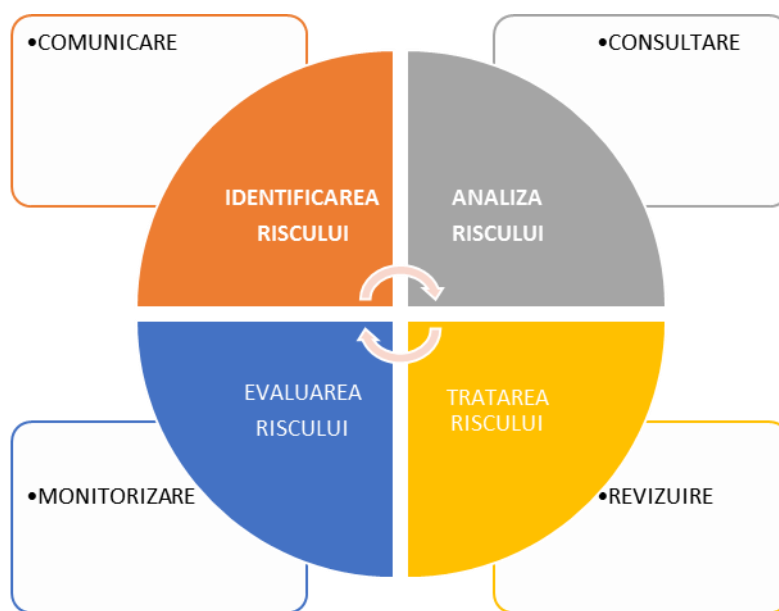 •COMUNICARE
•CONSULTARE
IDENTIFICAREA
RISCULUI
ANALIZA
RISCULUI
EVALUAREA
RISCULUI
TRATAREA
RISCULUI
•MONITORIZARE
•REVIZUIRE